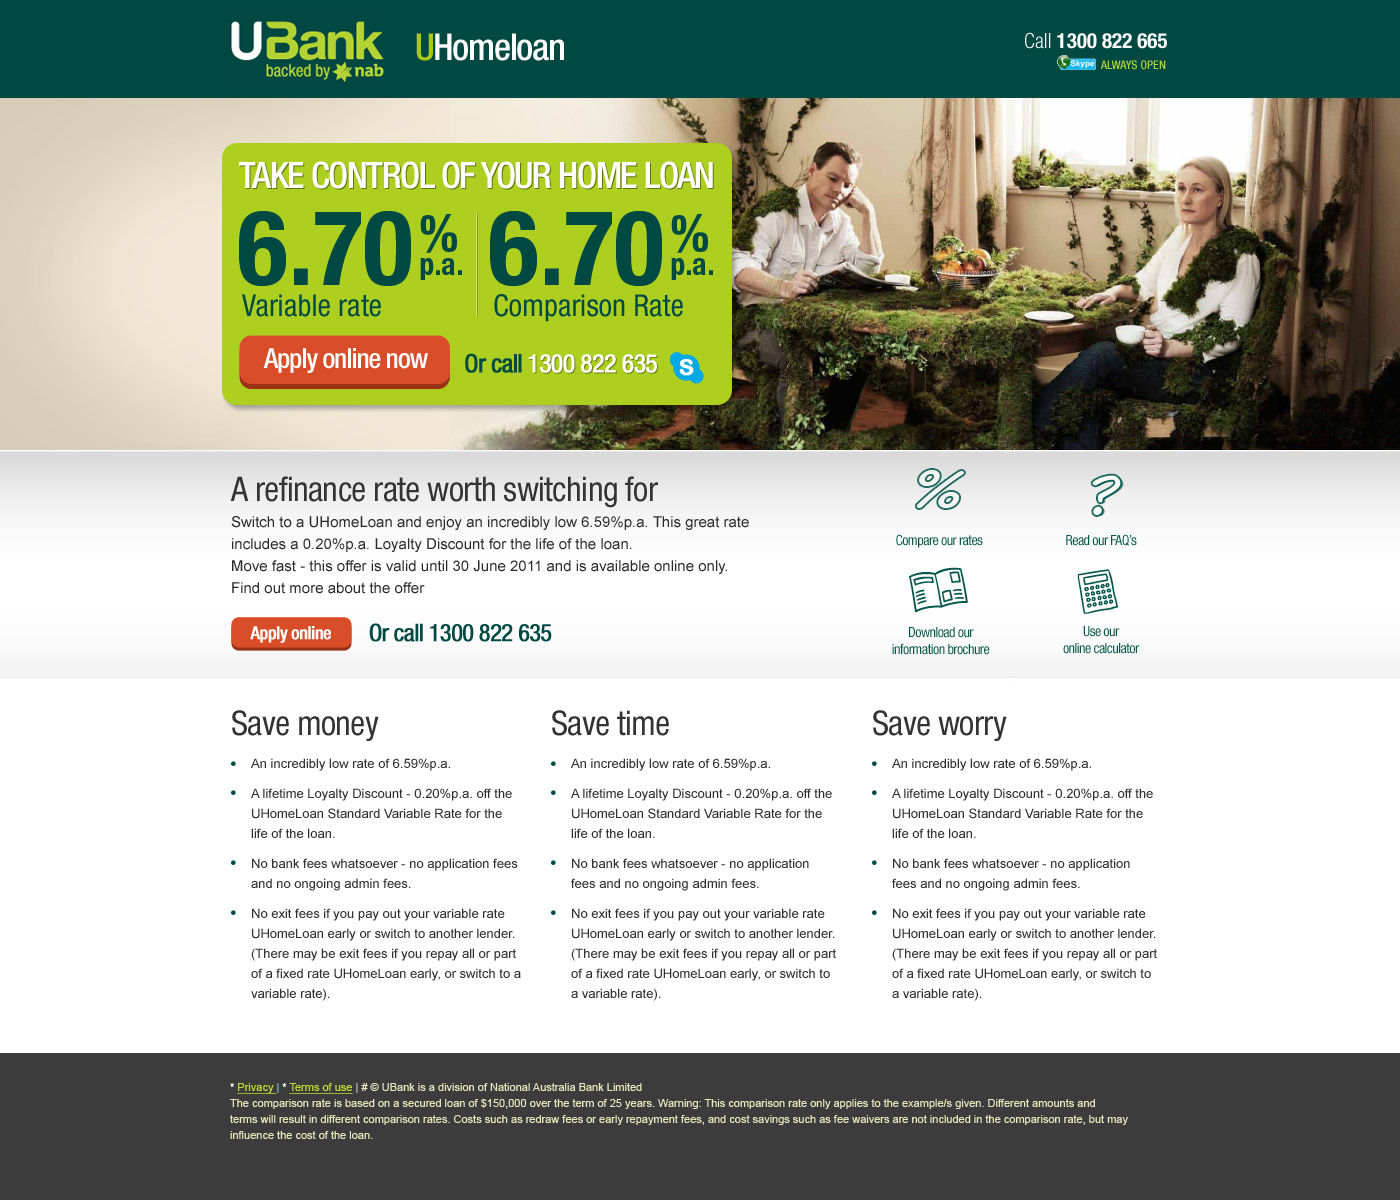 UBank
backed by nab
UHomeloan
Call 1300 822 665
Skype ALWAYS OPEN
TAKE CONTROL OF YOUR HOME LOAN
6.70% p.a.
Variable rate
6.70% p.a.
Comparison Rate
Apply online now
Or call 1300 822 635
A refinance rate worth switching for
Switch to a UHomeLoan and enjoy an incredibly low 6.59%p.a. This great rate
includes a 0.20%p.a. Loyalty Discount for the life of the loan.
Move fast - this offer is valid until 30 June 2011 and is available online only.
Find out more about the offer
Apply online
Or call 1300 822 635
Compare our rates
Read our FAQ's
Download our
information brochure
Use our
online calculator
Save money
• An incredibly low rate of 6.59%p.a.
• A lifetime Loyalty Discount - 0.20%p.a. off the
UHomeLoan Standard Variable Rate for the
life of the loan.
• No bank fees whatsoever - no application fees
and no ongoing admin fees.
• No exit fees if you pay out your variable rate
UHomeLoan early or switch to another lender.
(There may be exit fees if you repay all or part
of a fixed rate UHomeLoan early, or switch to a
variable rate).
Save time
• An incredibly low rate of 6.59%p.a.
• A lifetime Loyalty Discount - 0.20%p.a. off the
UHomeLoan Standard Variable Rate for the
life of the loan.
• No bank fees whatsoever - no application
fees and no ongoing admin fees.
• No exit fees if you pay out your variable rate
UHomeLoan early or switch to another lender.
(There may be exit fees if you repay all or part
of a fixed rate UHomeLoan early, or switch to
a variable rate).
Save worry
• An incredibly low rate of 6.59%p.a.
• A lifetime Loyalty Discount - 0.20%p.a. off the
UHomeLoan Standard Variable Rate for the
life of the loan.
• No bank fees whatsoever - no application
fees and no ongoing admin fees.
• No exit fees if you pay out your variable rate
UHomeLoan early or switch to another lender.
(There may be exit fees if you repay all or part
of a fixed rate UHomeLoan early, or switch to
a variable rate).
* Privacy | * Terms of use | # © UBank is a division of National Australia Bank Limited
The comparison rate is based on a secured loan of $150,000 over the term of 25 years. Warning: This comparison rate only applies to the example/s given. Different amounts and
terms will result in different comparison rates. Costs such as redraw fees or early repayment fees, and cost savings such as fee waivers are not included in the comparison rate, but may
influence the cost of the loan.